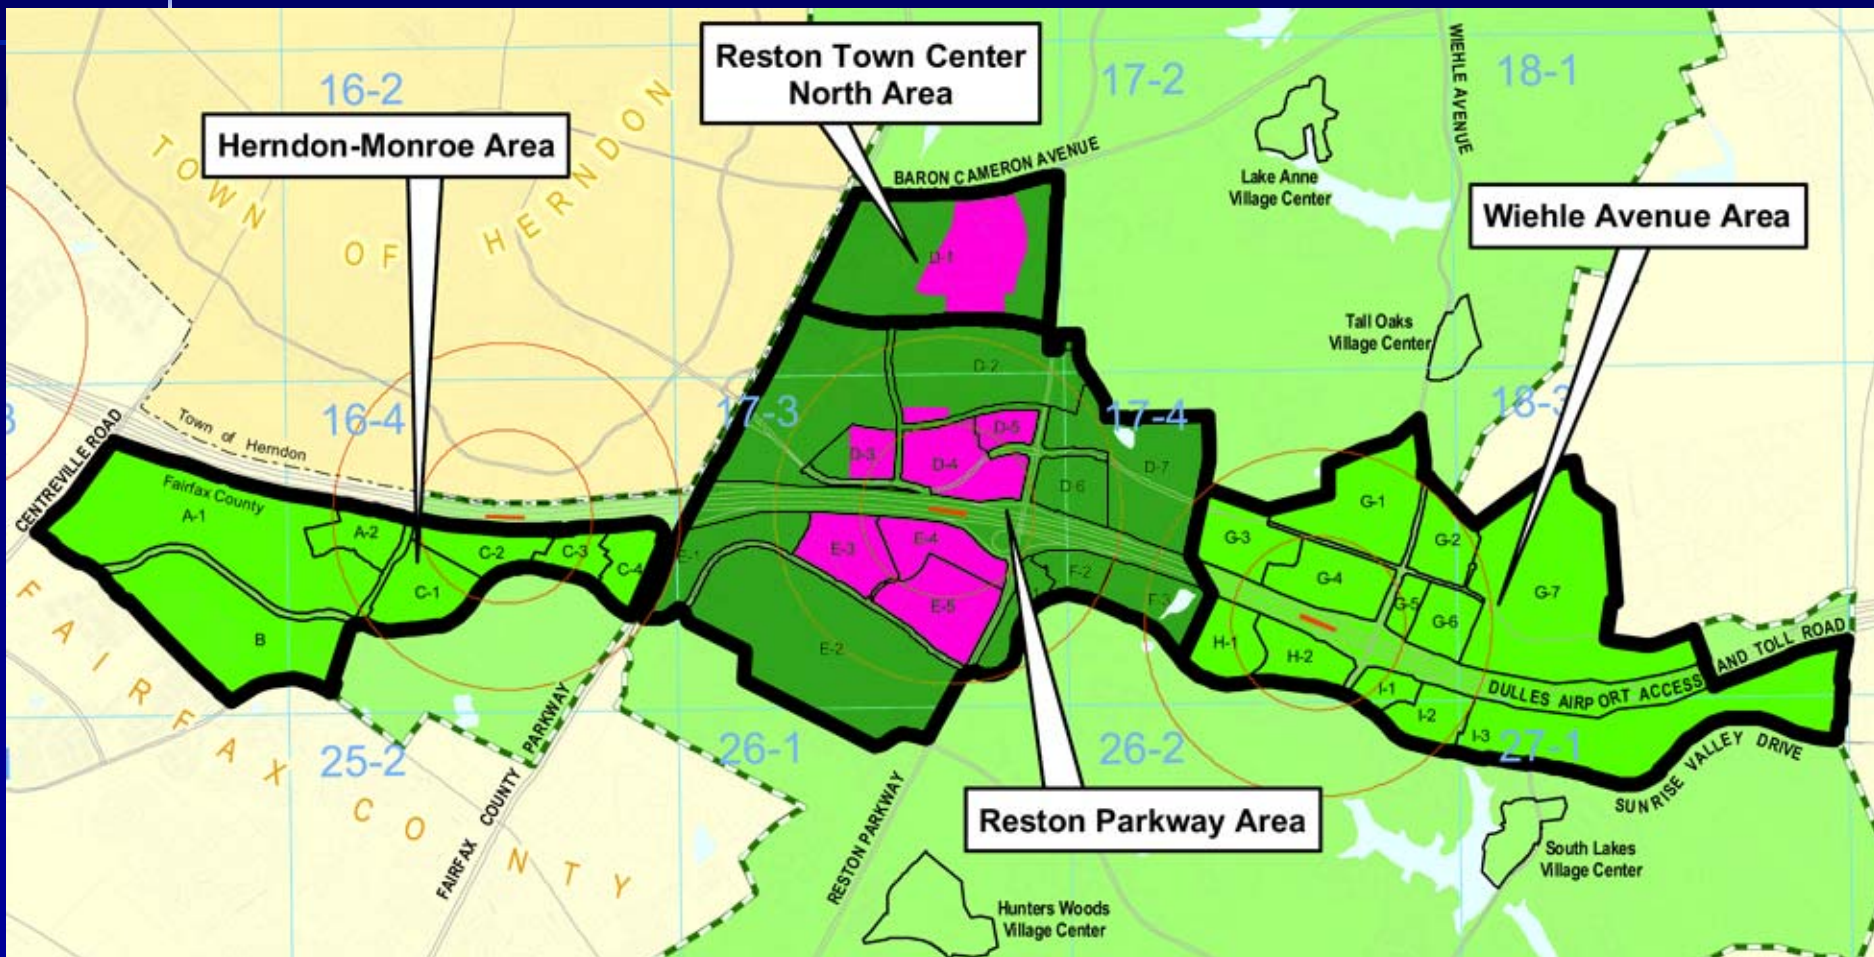 Reston Town Center
North Area
Herndon-Monroe Area
Wiehle Avenue Area
Reston Parkway Area
16-2
17-2
18-1
16-4
17-3
17-4
18-3
25-2
26-1
26-2
27-1
TOWN OF HERNDON
BARON CAMERON AVENUE
WIEHLE AVENUE
Lake Anne
Village Center
Tall Oaks
Village Center
Town of Herndon
Fairfax County
CENTREVILLE ROAD
A-1
A-2
B
C-1
C-2
C-3
C-4
D-1
D-2
D-3
D-4
D-5
D-6
D-7
E-1
E-2
E-3
E-4
E-5
F-2
F-3
G-1
G-2
G-3
G-4
G-5
G-6
G-7
H-1
H-2
I-1
I-2
I-3
DULLES AIRPORT ACCESS AND TOLL ROAD
SUNRISE VALLEY DRIVE
FAIRFAX COUNTY
FAIRFAX COUNTY PARKWAY
RESTON PARKWAY
South Lakes
Village Center
Hunters Woods
Village Center